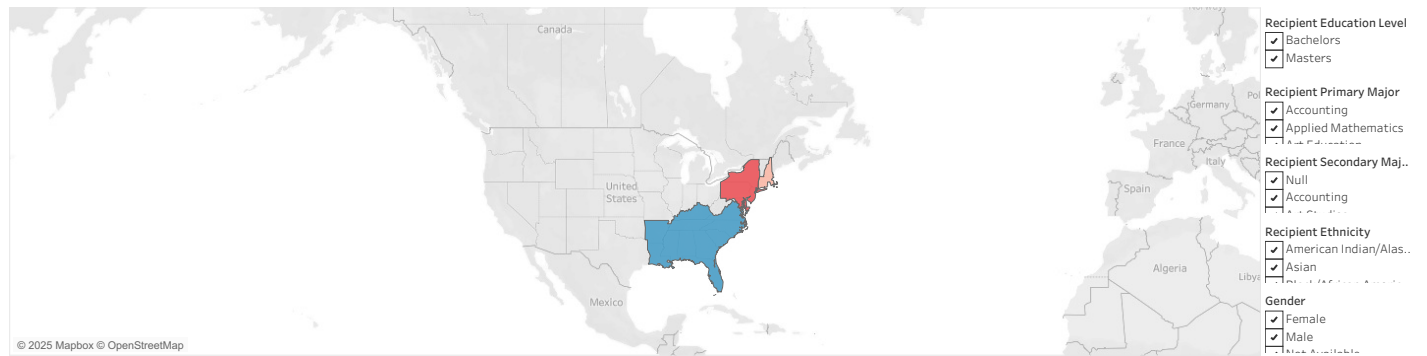 Canada
United
States
Mexico
Germany
France
Italy
Spain
Algeria
© 2025 Mapbox © OpenStreetMap
Recipient Education Level
Bachelors
Masters
Recipient Primary Major
Accounting
Applied Mathematics
Recipient Secondary Maj..
Null
Accounting
Recipient Ethnicity
American Indian/Alas..
Asian
Gender
Female
Male